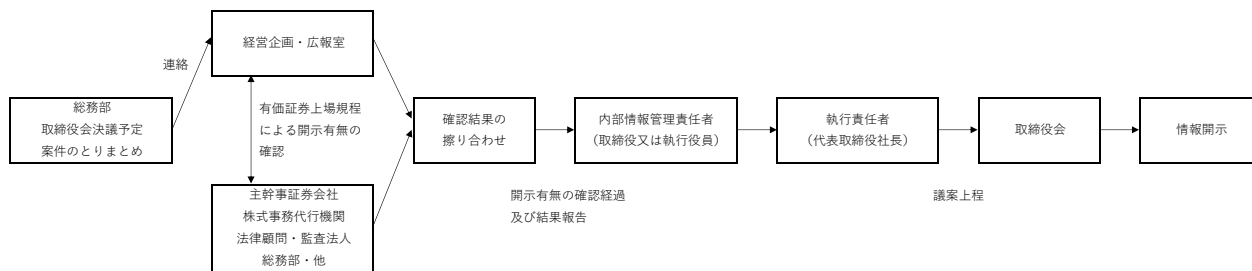 総務部
取締役会決議予定
案件のとりまとめ
連絡
経営企画・広報室
有価証券上場規程
による開示有無の
確認
主幹事証券会社
株式事務代行機関
法律顧問・監査法人
総務部・他
確認結果の
擦り合わせ
開示有無の確認経過
及び結果報告
内部情報管理責任者
（取締役又は執行役員）
執行責任者
（代表取締役社長）
議案上程
取締役会
情報開示